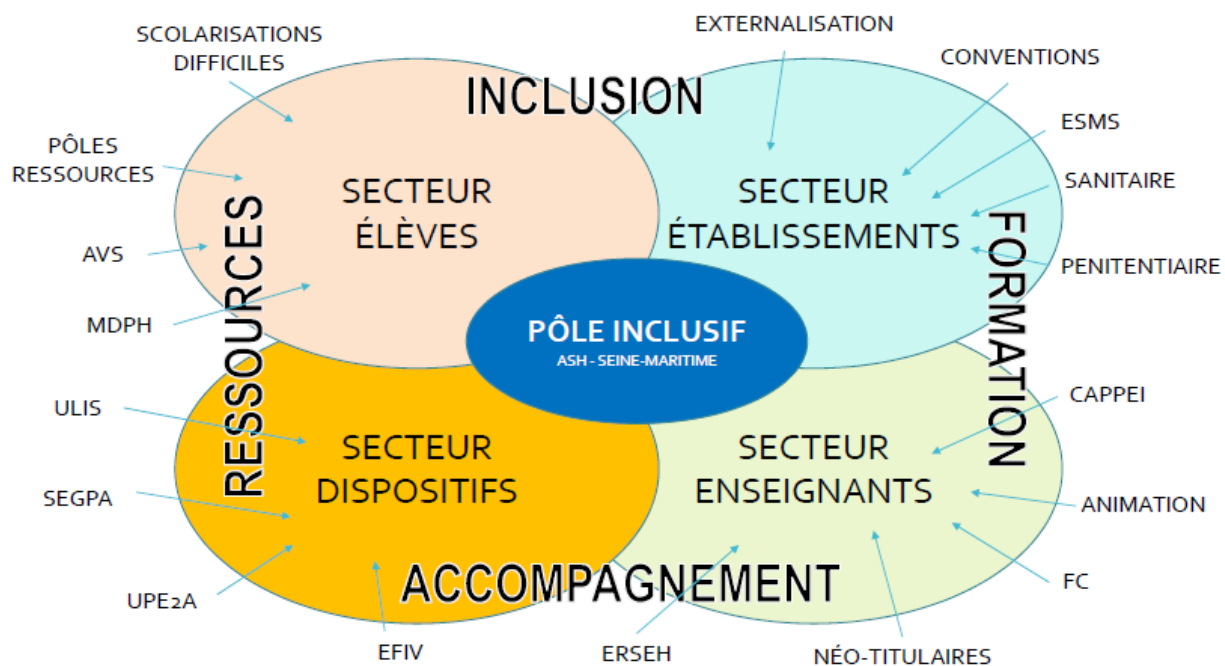 EXTERNALISATION
SCOLARISATIONS
DIFFICILES
CONVENTIONS
INCLUSION
ESMS
PÔLES
RESSOURCES
SECTEUR
ÉLÈVES
SECTEUR
ÉTABLISSEMENTS
SANITAIRE
AVS
PENITENTIAIRE
MDPH
RESSOURCES
FORMATION
PÔLE INCLUSIF
ASH - SEINE-MARITIME
ULIS
SECTEUR
DISPOSITIFS
SECTEUR
ENSEIGNANTS
CAPPEI
SEGPA
ANIMATION
UPE2A
ACCOMPAGNEMENT
FC
EFIV
ERSEH
NÉO-TITULAIRES